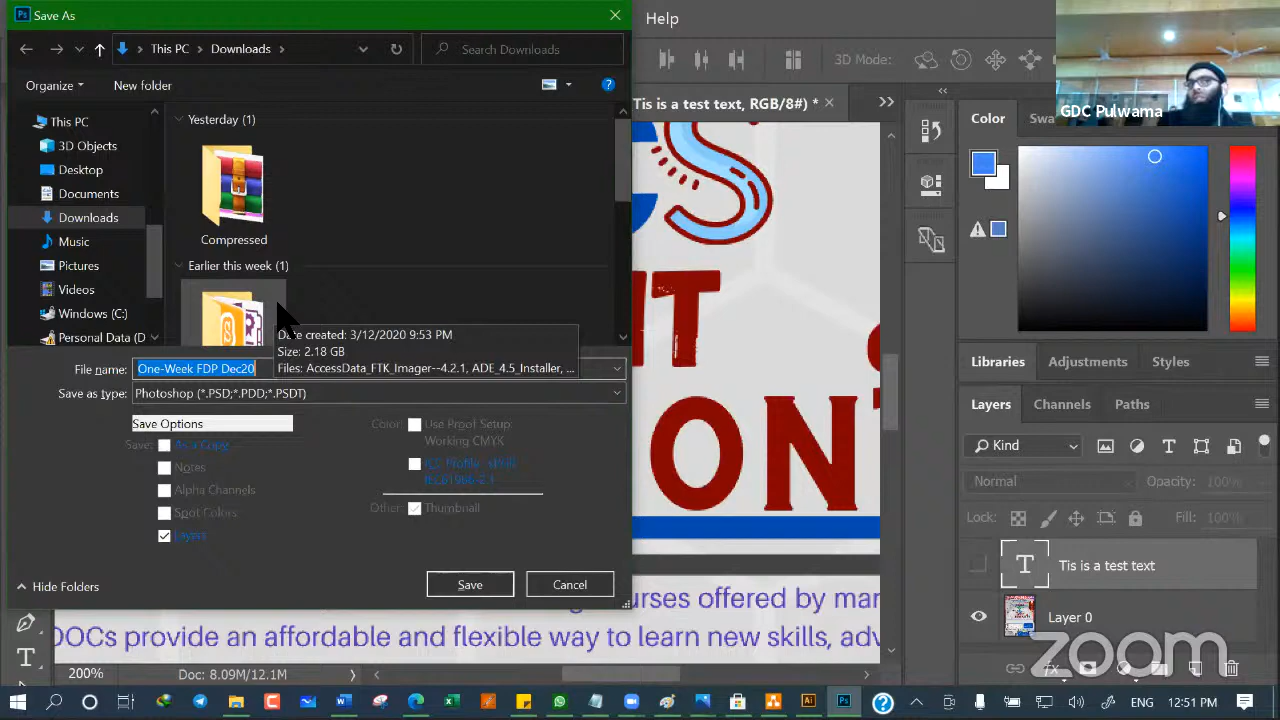 Save As
Help
This PC
Downloads
Search Downloads
3D Mode:
GDC Pulwama
Organize
New folder
Tis is a test text, RGB/8#) *
Color
Swa
This PC
3D Objects
Desktop
Documents
Downloads
Music
Pictures
Videos
Windows (C:)
Personal Data (D
Yesterday (1)
Compressed
Earlier this week (1)
Date created: 3/12/2020 9:53 PM
Size: 2.18 GB
Files: AccessData_FTK_Imager--4.2.1, ADE_4.5_Installer, ...
File name:
One-Week FDP Dec20
Save as type:
Photoshop (*.PSD;*.PDD;*.PSDT)
Save Options
Save:
As a Copy
Notes
Alpha Channels
Spot Colors
Layers
Color:
Use Proof Setup:
Working CMYK
Other:
Thumbnail
Hide Folders
Save
Cancel
S
T
ON
urses offered by mar
OOCs provide an affordable and flexible way to learn new skills, adv
200%
Doc: 8.09M/12.1M
Libraries
Adjustments
Styles
Layers
Channels
Paths
Kind
Normal
Opacity:
100%
Lock:
Fill:
100%
Tis is a test text
Layer 0
zoom
ENG
12:51 PM